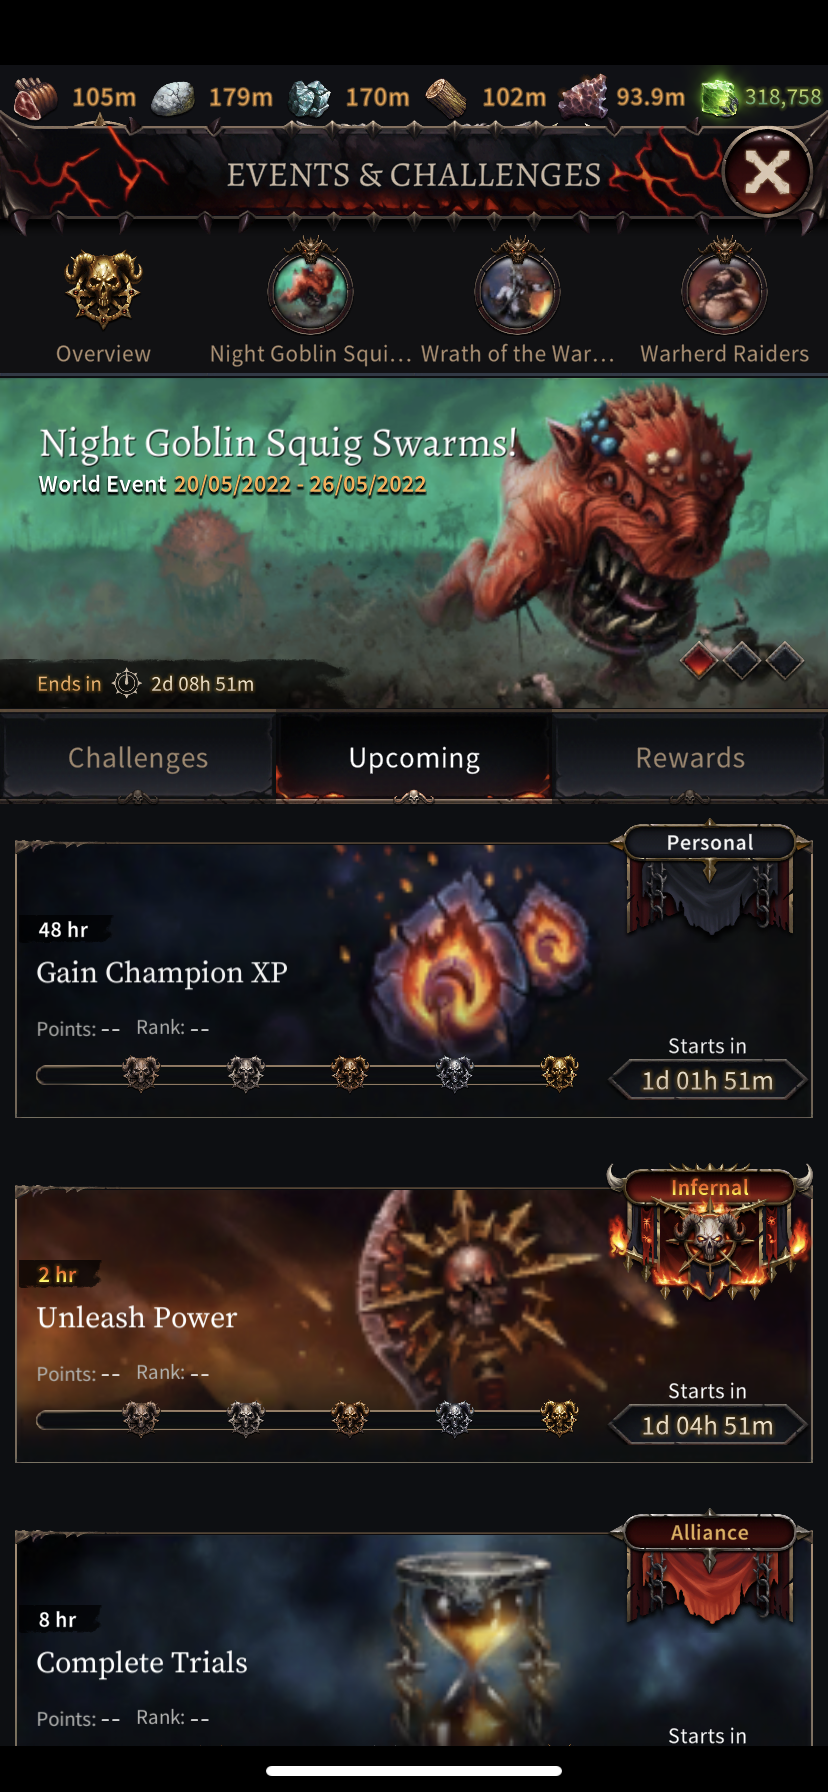 105m 179m 170m 102m 93.9m 318,758
EVENTS & CHALLENGES
Overview Night Goblin Squi... Wrath of the War... Warherd Raiders
Night Goblin Squig Swarms!
World Event 20/05/2022 - 26/05/2022
Ends in 2d 08h 51m
Challenges Upcoming Rewards
Personal
48 hr
Gain Champion XP
Points: -- Rank: --
Starts in
1d 01h 51m
Infernal
2 hr
Unleash Power
Points: -- Rank: --
Starts in
1d 04h 51m
Alliance
8 hr
Complete Trials
Points: -- Rank: --
Starts in